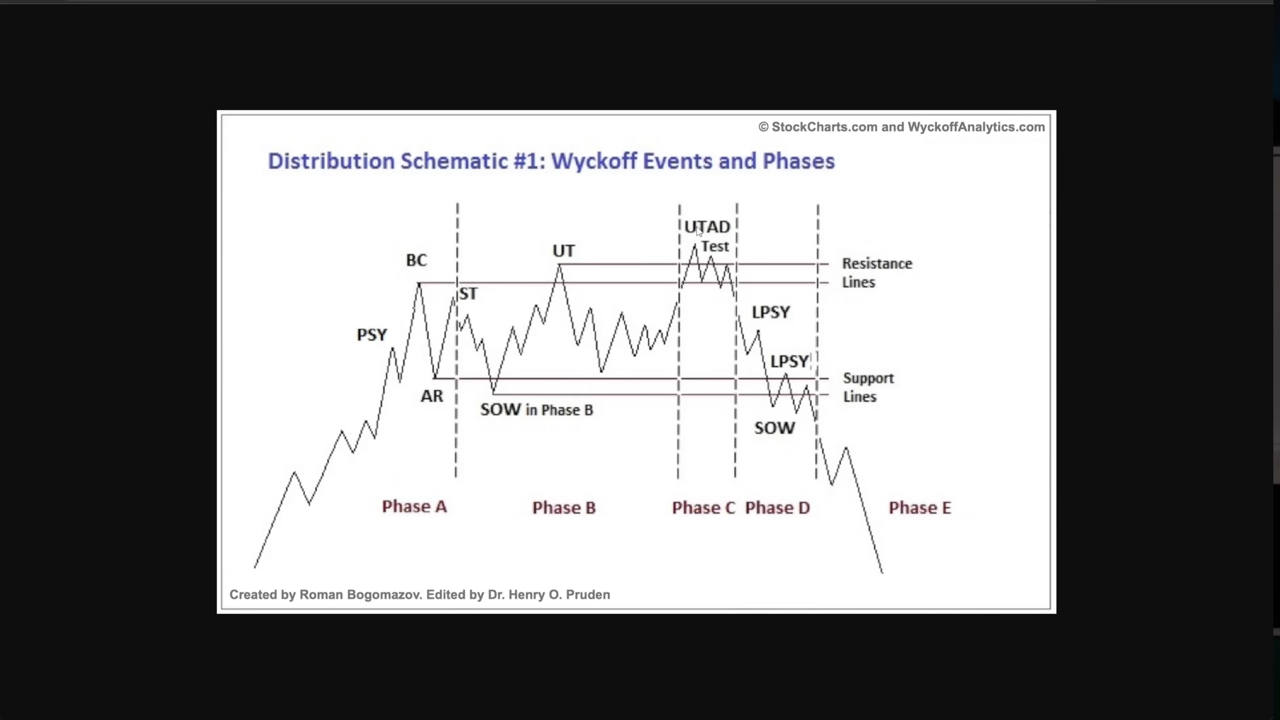 © StockCharts.com and WyckoffAnalytics.com
Distribution Schematic #1: Wyckoff Events and Phases
UTAD
Test
UT
BC
Resistance
Lines
ST
LPSY
PSY
LPSY
Support
Lines
AR
SOW in Phase B
SOW
Phase A
Phase B
Phase C
Phase D
Phase E
Created by Roman Bogomazov. Edited by Dr. Henry O. Pruden